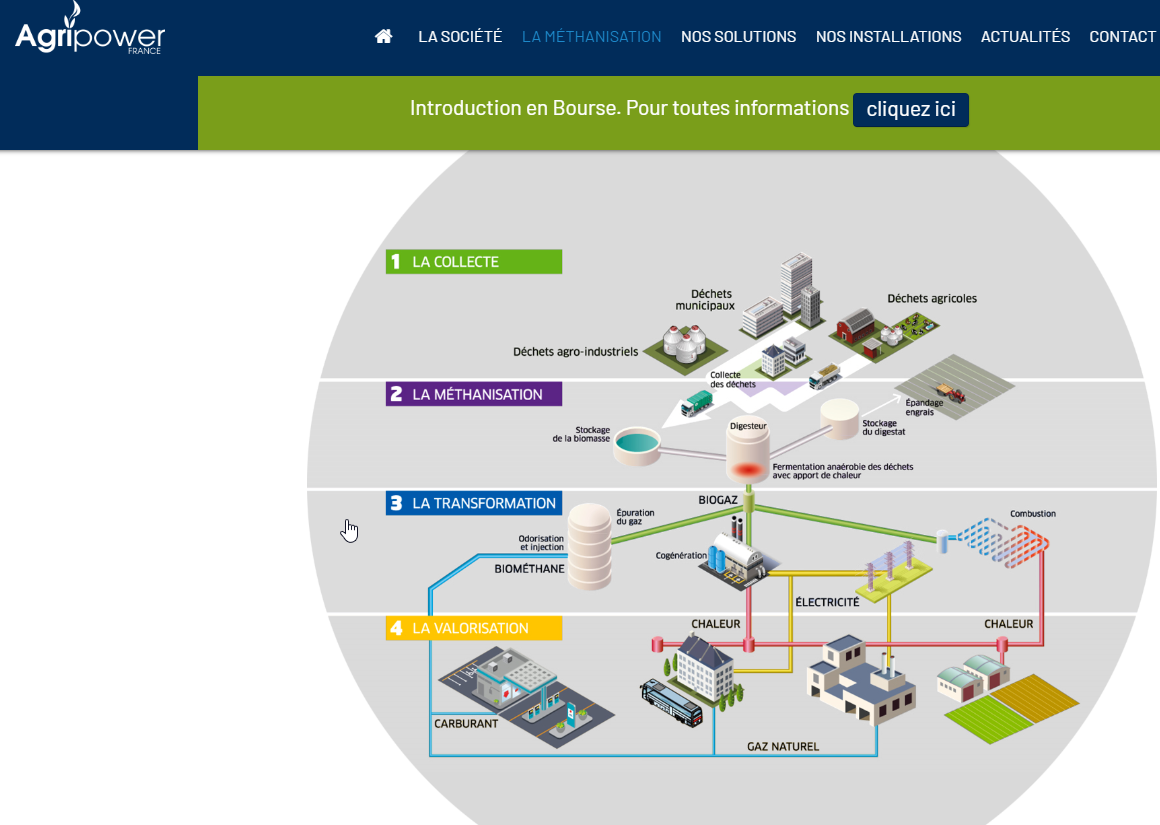 Agripower
FRANCE
LA SOCIÉTÉ LA MÉTHANISATION NOS SOLUTIONS NOS INSTALLATIONS ACTUALITÉS CONTACT
Introduction en Bourse. Pour toutes informations cliquez ici
1 LA COLLECTE
Déchets
municipaux
Déchets agricoles
Déchets agro-industriels
Collecte
des déchets
2 LA MÉTHANISATION
Épandage
engrais
Stockage
de la biomasse
Digesteur
Stockage
du digestat
Fermentation anaérobie des déchets
avec apport de chaleur
3 LA TRANSFORMATION
BIOGAZ
Épuration
du gaz
Combustion
Odorisation
et injection
BIOMÉTHANE
Cogénération
ÉLECTRICITÉ
4 LA VALORISATION
CHALEUR
CHALEUR
CARBURANT
GAZ NATUREL